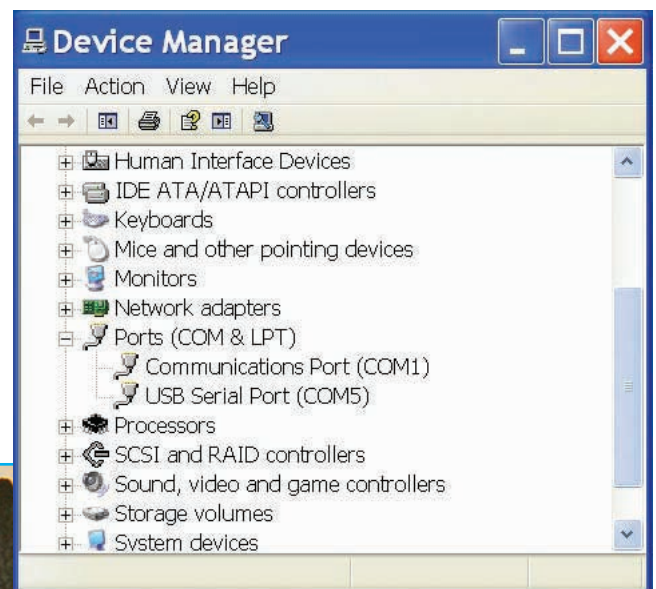 Device Manager
File Action View Help
Human Interface Devices
IDE ATA/ATAPI controllers
Keyboards
Mice and other pointing devices
Monitors
Network adapters
Ports (COM & LPT)
Communications Port (COM1)
USB Serial Port (COM5)
Processors
SCSI and RAID controllers
Sound, video and game controllers
Storage volumes
System devices